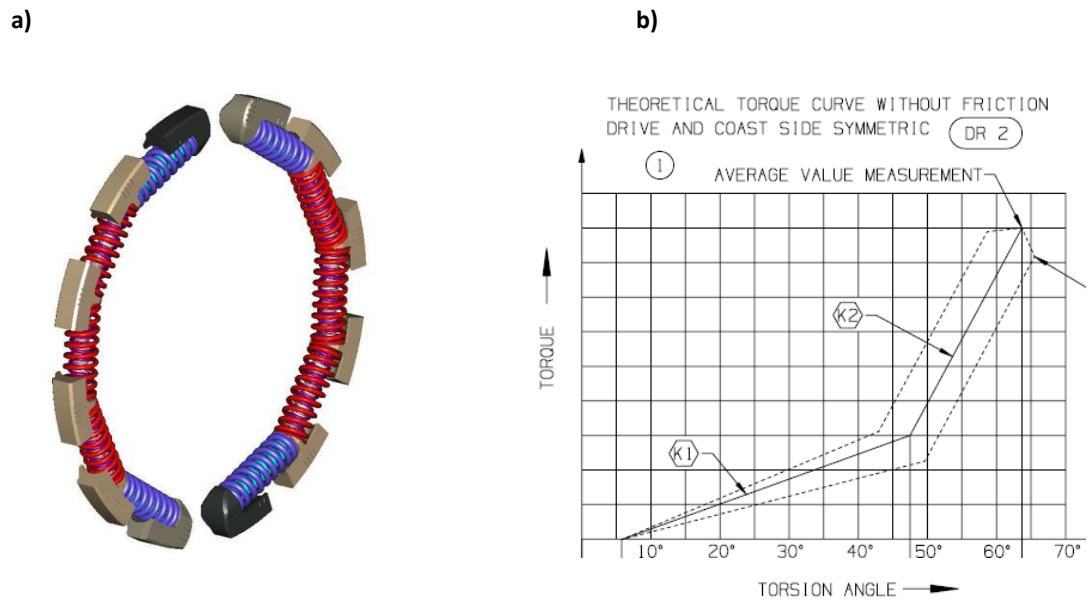 a)
b)
THEORETICAL TORQUE CURVE WITHOUT FRICTION
DRIVE AND COAST SIDE SYMMETRIC DR 2
1
AVERAGE VALUE MEASUREMENT
K2
K1
TORQUE
10° 20° 30° 40° 50° 60° 70°
TORSION ANGLE